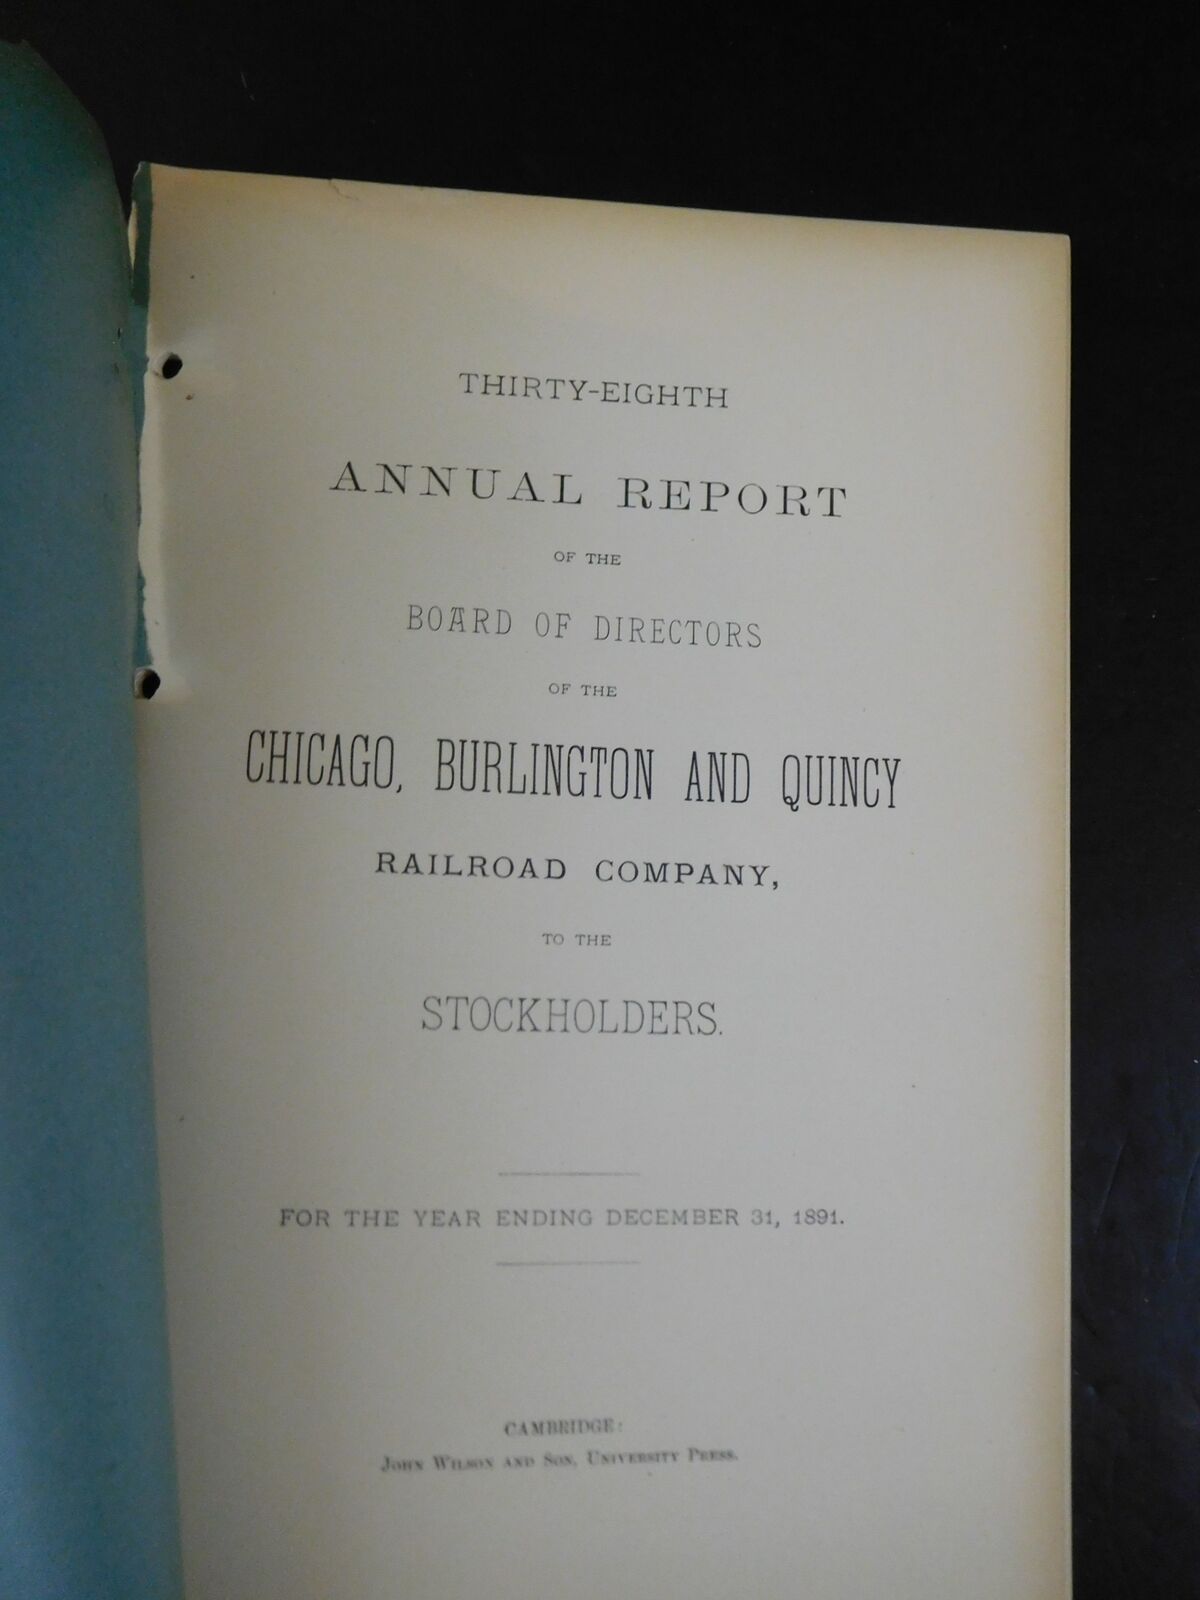 THIRTY-EIGHTH
ANNUAL REPORT
OF THE
BOARD OF DIRECTORS
OF THE
CHICAGO, BURLINGTON AND QUINCY
RAILROAD COMPANY,
TO THE
STOCKHOLDERS.
FOR THE YEAR ENDING DECEMBER 31, 1891.
CAMBRIDGE:
JOHN WILSON AND SON, UNIVERSITY PRESS.